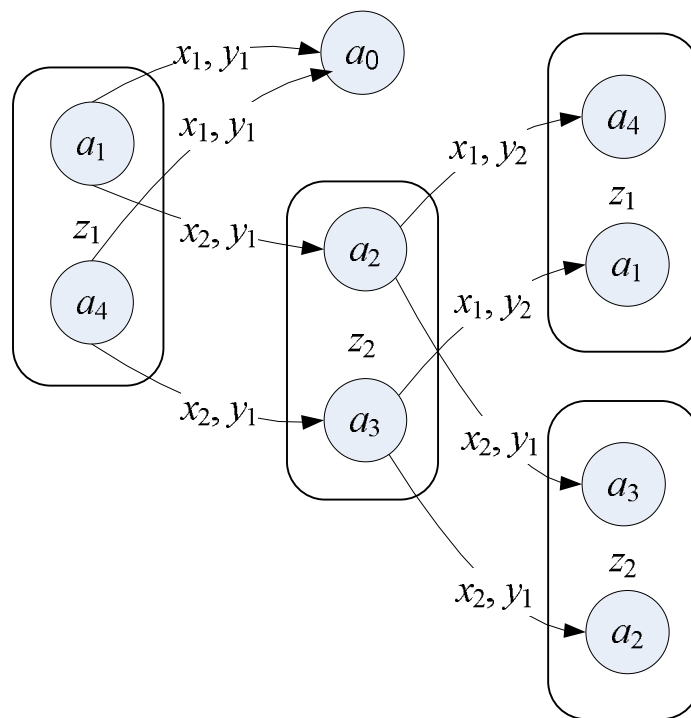 x₁, y₁
a₀
a₁
x₁, y₁
z₁
x₂, y₁
a₄
x₂, y₁
a₂
z₂
a₃
x₁, y₂
x₁, y₂
x₂, y₁
x₂, y₁
a₄
z₁
a₁
a₃
z₂
a₂